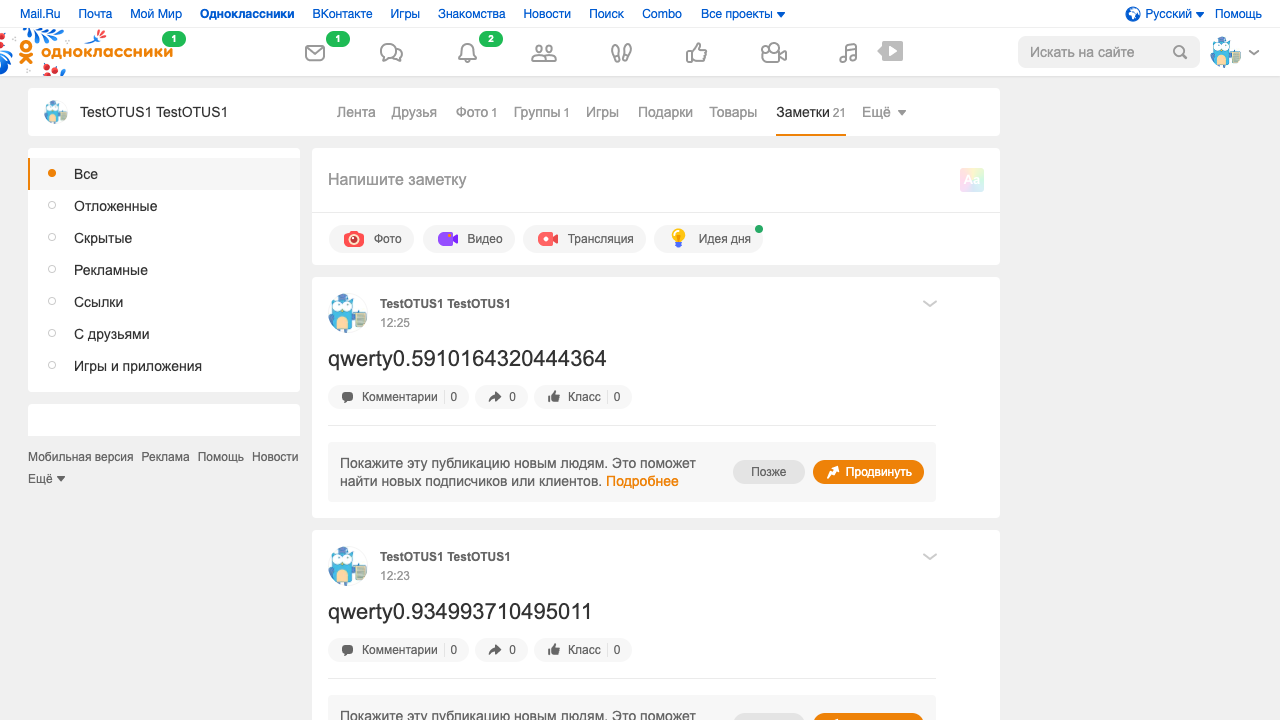 Mail.Ru Почта Мой Мир Одноклассники ВКонтакте Игры Знакомства Новости Поиск Combo Все проекты Русский Помощь
одноклассники 1 1 2 Искать на сайте
TestOTUS1 TestOTUS1 Лента Друзья Фото 1 Группы 1 Игры Подарки Товары Заметки 21 Ещё
Все
Отложенные
Скрытые
Рекламные
Ссылки
С друзьями
Игры и приложения
Мобильная версия Реклама Помощь Новости
Ещё
Напишите заметку Aa
Фото Видео Трансляция Идея дня
TestOTUS1 TestOTUS1
12:25
qwerty0.5910164320444364
Комментарии 0 0 Класс 0
Покажите эту публикацию новым людям. Это поможет
найти новых подписчиков или клиентов. Подробнее
Позже Продвинуть
TestOTUS1 TestOTUS1
12:23
qwerty0.934993710495011
Комментарии 0 0 Класс 0
Покажите эту публикацию новым людям. Это поможет